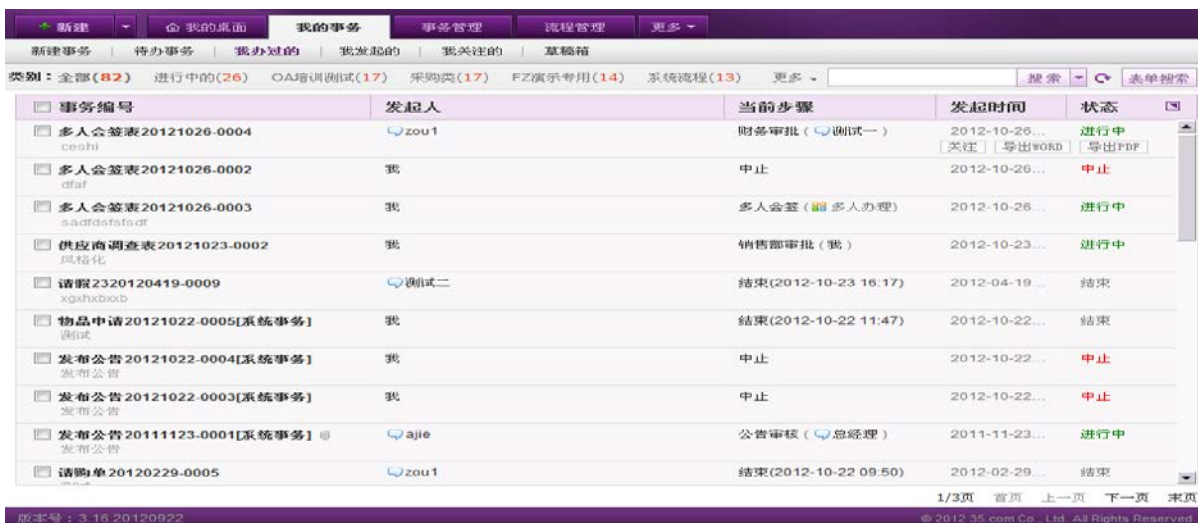 新建 我的桌面 我的事务 事务管理 流程管理 更多
新建事务 | 待办事务 | 我办过的 | 我发起的 | 我关注的 | 草稿箱
类别：全部(82) 进行中的(26) OA培训测试(17) 采购类(17) FZ演示专用(14) 系统流程(13) 更多 搜索 表单搜索
事务编号 发起人 当前步骤 发起时间 状态
多人会签表20121026-0004 zou1 财务审批（测试一） 2012-10-26... 进行中
ceshi 关注 导出WORD 导出PDF
多人会签表20121026-0002 我 中止 2012-10-26... 中止
dfaf
多人会签表20121026-0003 我 多人会签（多人办理） 2012-10-26... 进行中
sadfdsfsfsdf
供应商调查表20121023-0002 我 销售部审批（我） 2012-10-23... 进行中
风格化
请假2320120419-0009 测试二 结束(2012-10-23 16:17) 2012-04-19... 结束
xgxhxbxxb
物品申请20121022-0005[系统事务] 我 结束(2012-10-22 11:47) 2012-10-22... 结束
测试
发布公告20121022-0004[系统事务] 我 中止 2012-10-22... 中止
发布公告
发布公告20121022-0003[系统事务] 我 中止 2012-10-22... 中止
发布公告
发布公告20111123-0001[系统事务] ajie 公告审核（总经理） 2011-11-23... 进行中
发布公告
请购单20120229-0005 zou1 结束(2012-10-22 09:50) 2012-02-29... 结束
1/3页 首页 上一页 下一页 末页
版本号：3.16.20120922 © 2012 35.com Co., Ltd. All Rights Reserved